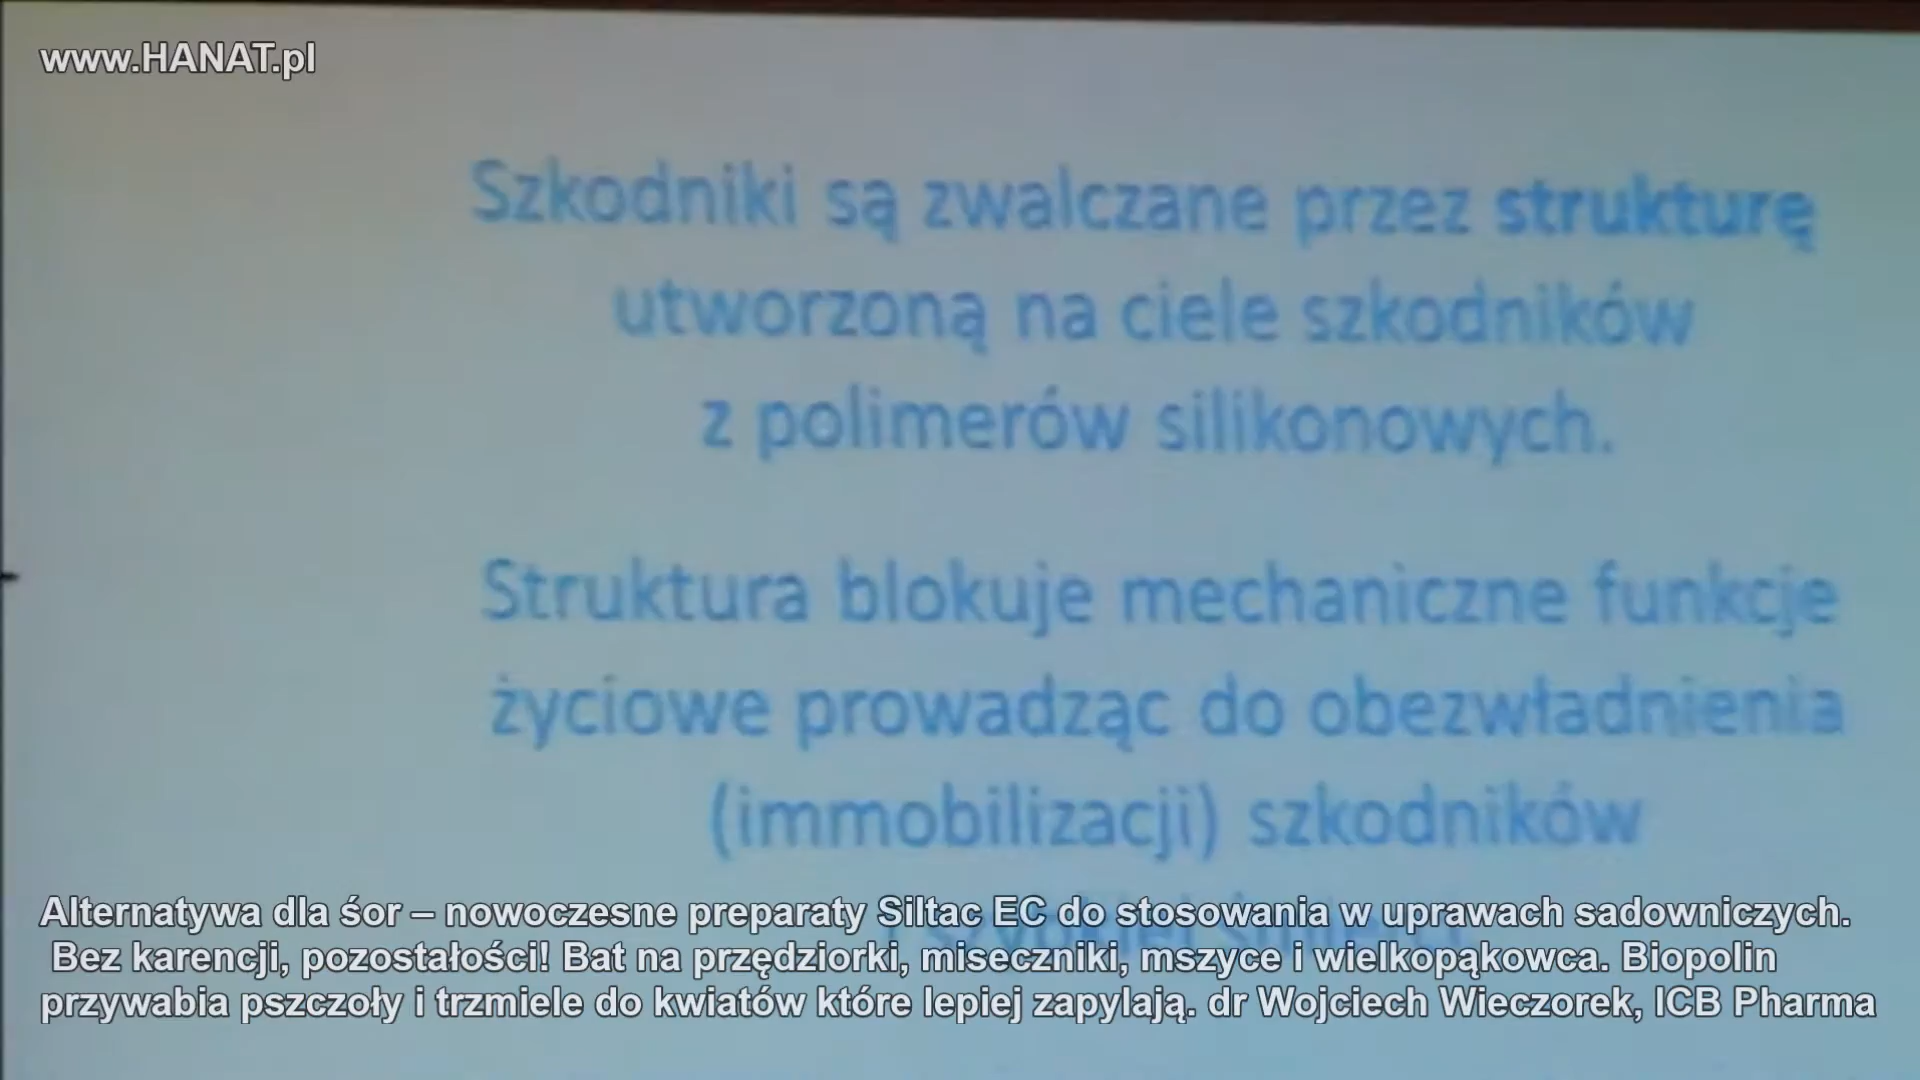 www.HANAT.pl
Szkodniki są zwalczane przez strukturę
utworzoną na ciele szkodników
z polimerów silikonowych.
Struktura blokuje mechaniczne funkcje
życiowe prowadząc do obezwładnienia
(immobilizacji) szkodników
Alternatywa dla śor – nowoczesne preparaty Siltac EC do stosowania w uprawach sadowniczych.
Bez karencji, pozostałości! Bat na przędziorki, miseczniki, mszyce i wielkopąkowca. Biopolin
przywabia pszczoły i trzmiele do kwiatów które lepiej zapylają. dr Wojciech Wieczorek, ICB Pharma